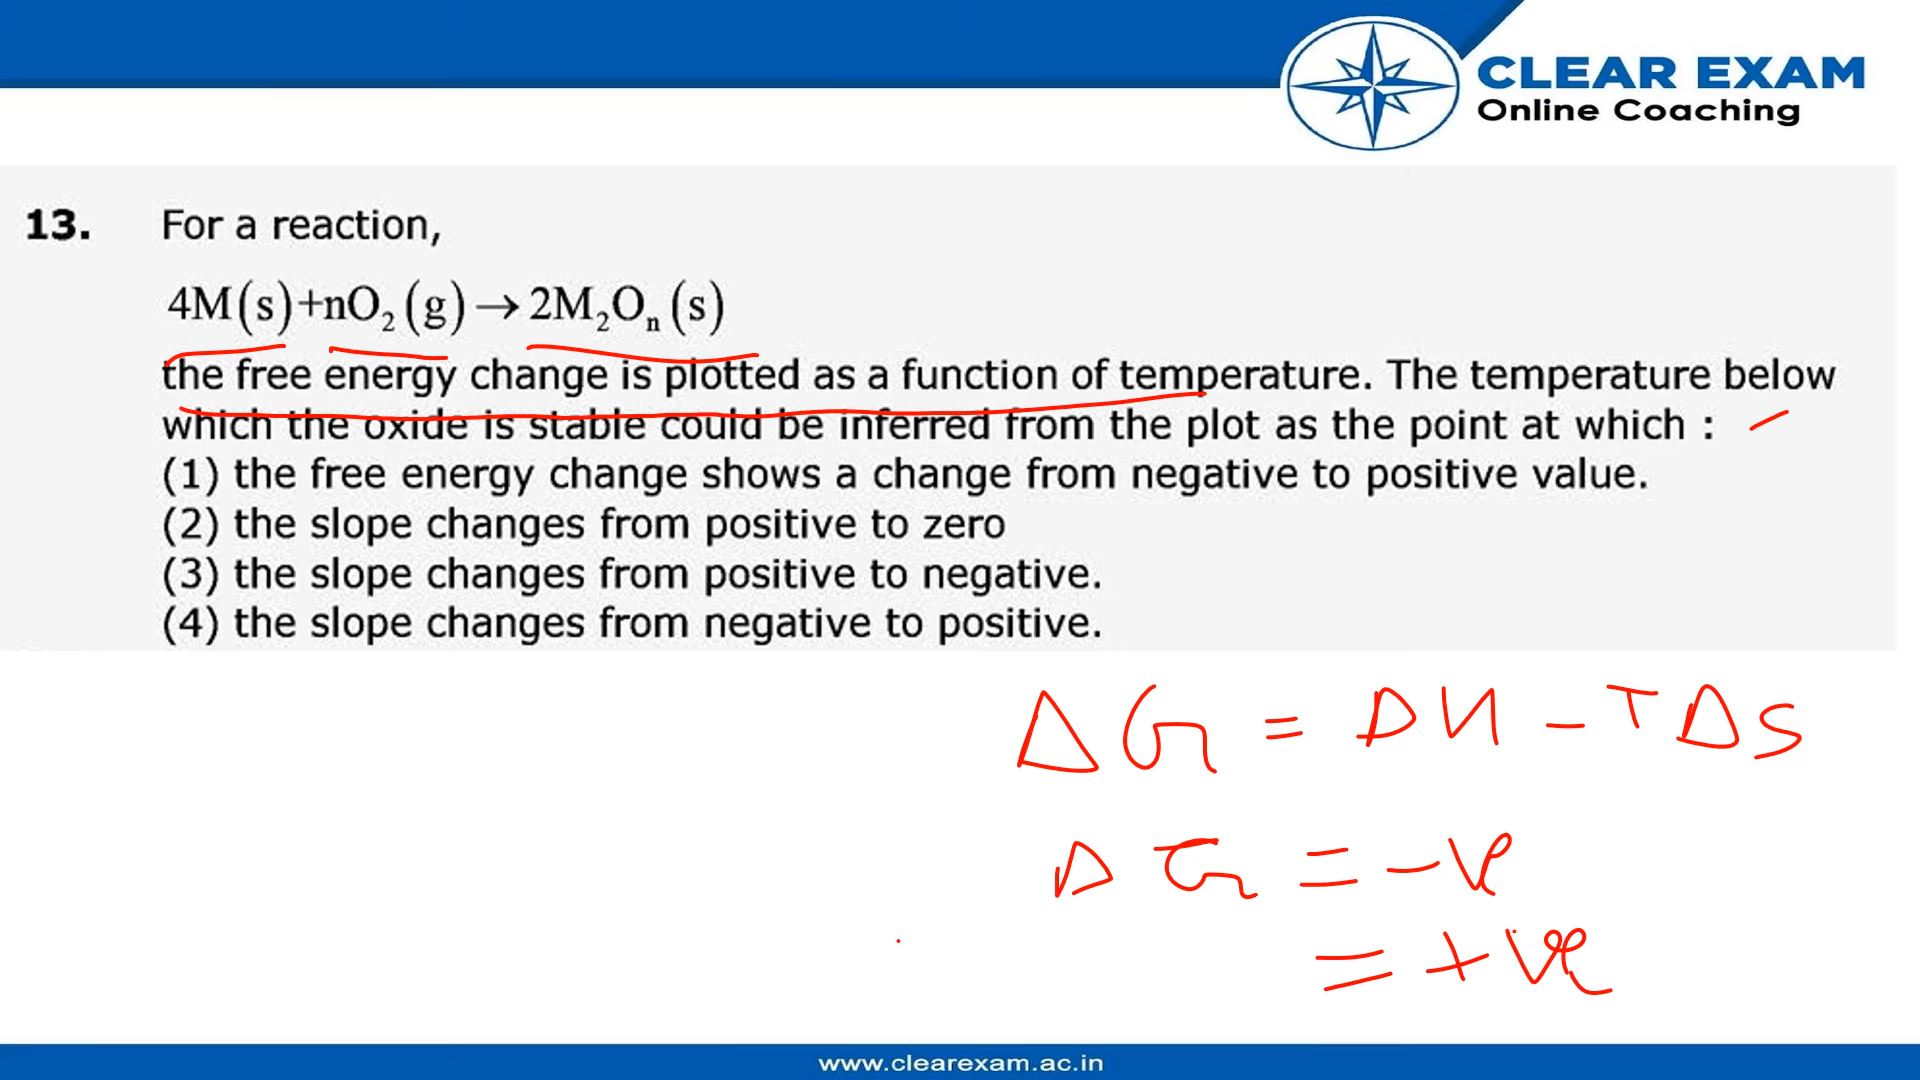 CLEAR EXAM
Online Coaching
13. For a reaction,
4M(s)+nO₂(g)→2M₂Oₙ(s)
the free energy change is plotted as a function of temperature. The temperature below
which the oxide is stable could be inferred from the plot as the point at which :
(1) the free energy change shows a change from negative to positive value.
(2) the slope changes from positive to zero
(3) the slope changes from positive to negative.
(4) the slope changes from negative to positive.
ΔG = ΔH – TΔS
ΔG = –ve
= +ve
www.clearexam.ac.in